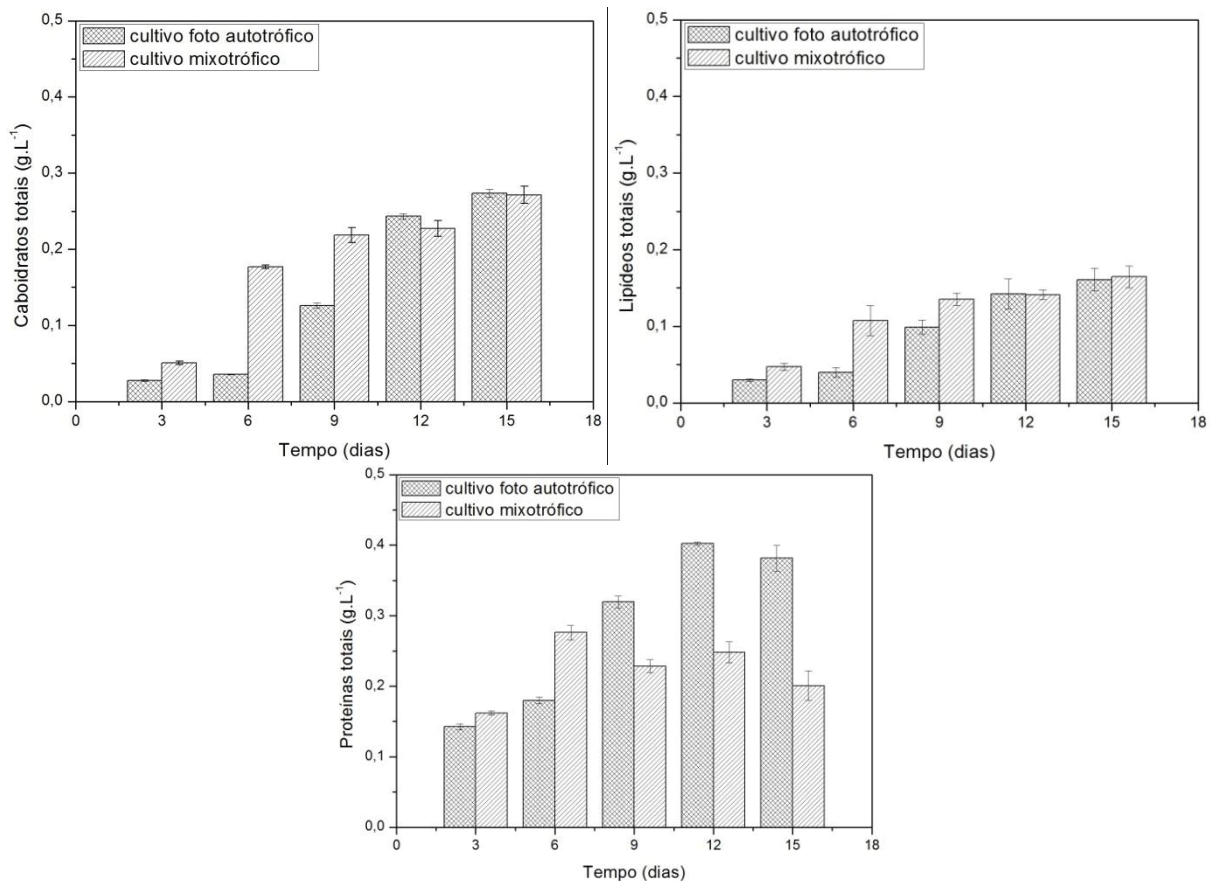 0,5
cultivo foto autotrófico
cultivo mixotrófico
0,4
0,3
0,2
0,1
0,0
Caboidratos totais (g.L⁻¹)
0 3 6 9 12 15 18
Tempo (dias)
0,5
cultivo foto autotrófico
cultivo mixotrófico
0,4
0,3
0,2
0,1
0,0
Lipídeos totais (g.L⁻¹)
0 3 6 9 12 15 18
Tempo (dias)
0,5
cultivo foto autotrófico
cultivo mixotrófico
0,4
0,3
0,2
0,1
0,0
Proteínas totais (g.L⁻¹)
0 3 6 9 12 15 18
Tempo (dias)